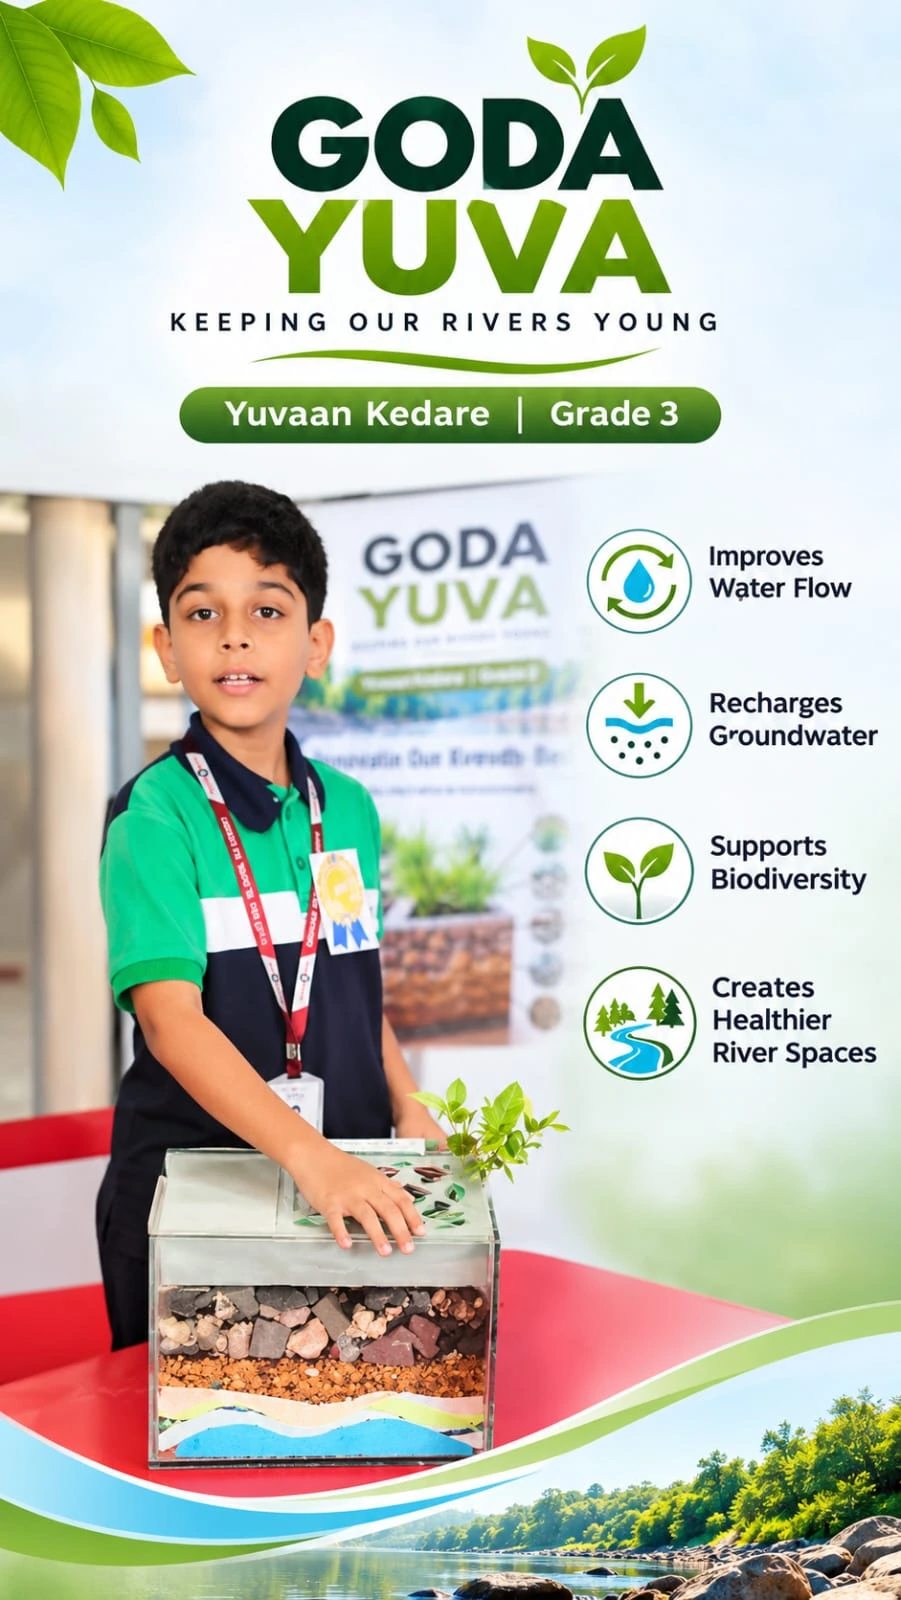 GODA
YUVA
KEEPING OUR RIVERS YOUNG
Yuvaan Kedare | Grade 3
GODA
YUVA
Improves
Water Flow
Recharges
Groundwater
Supports
Biodiversity
Creates
Healthier
River Spaces